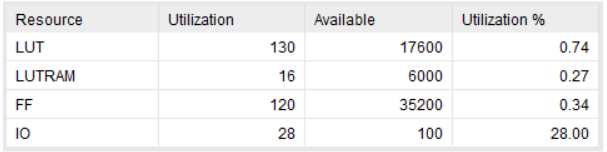 Resource Utilization Available Utilization %
LUT 130 17600 0.74
LUTRAM 16 6000 0.27
FF 120 35200 0.34
IO 28 100 28.00